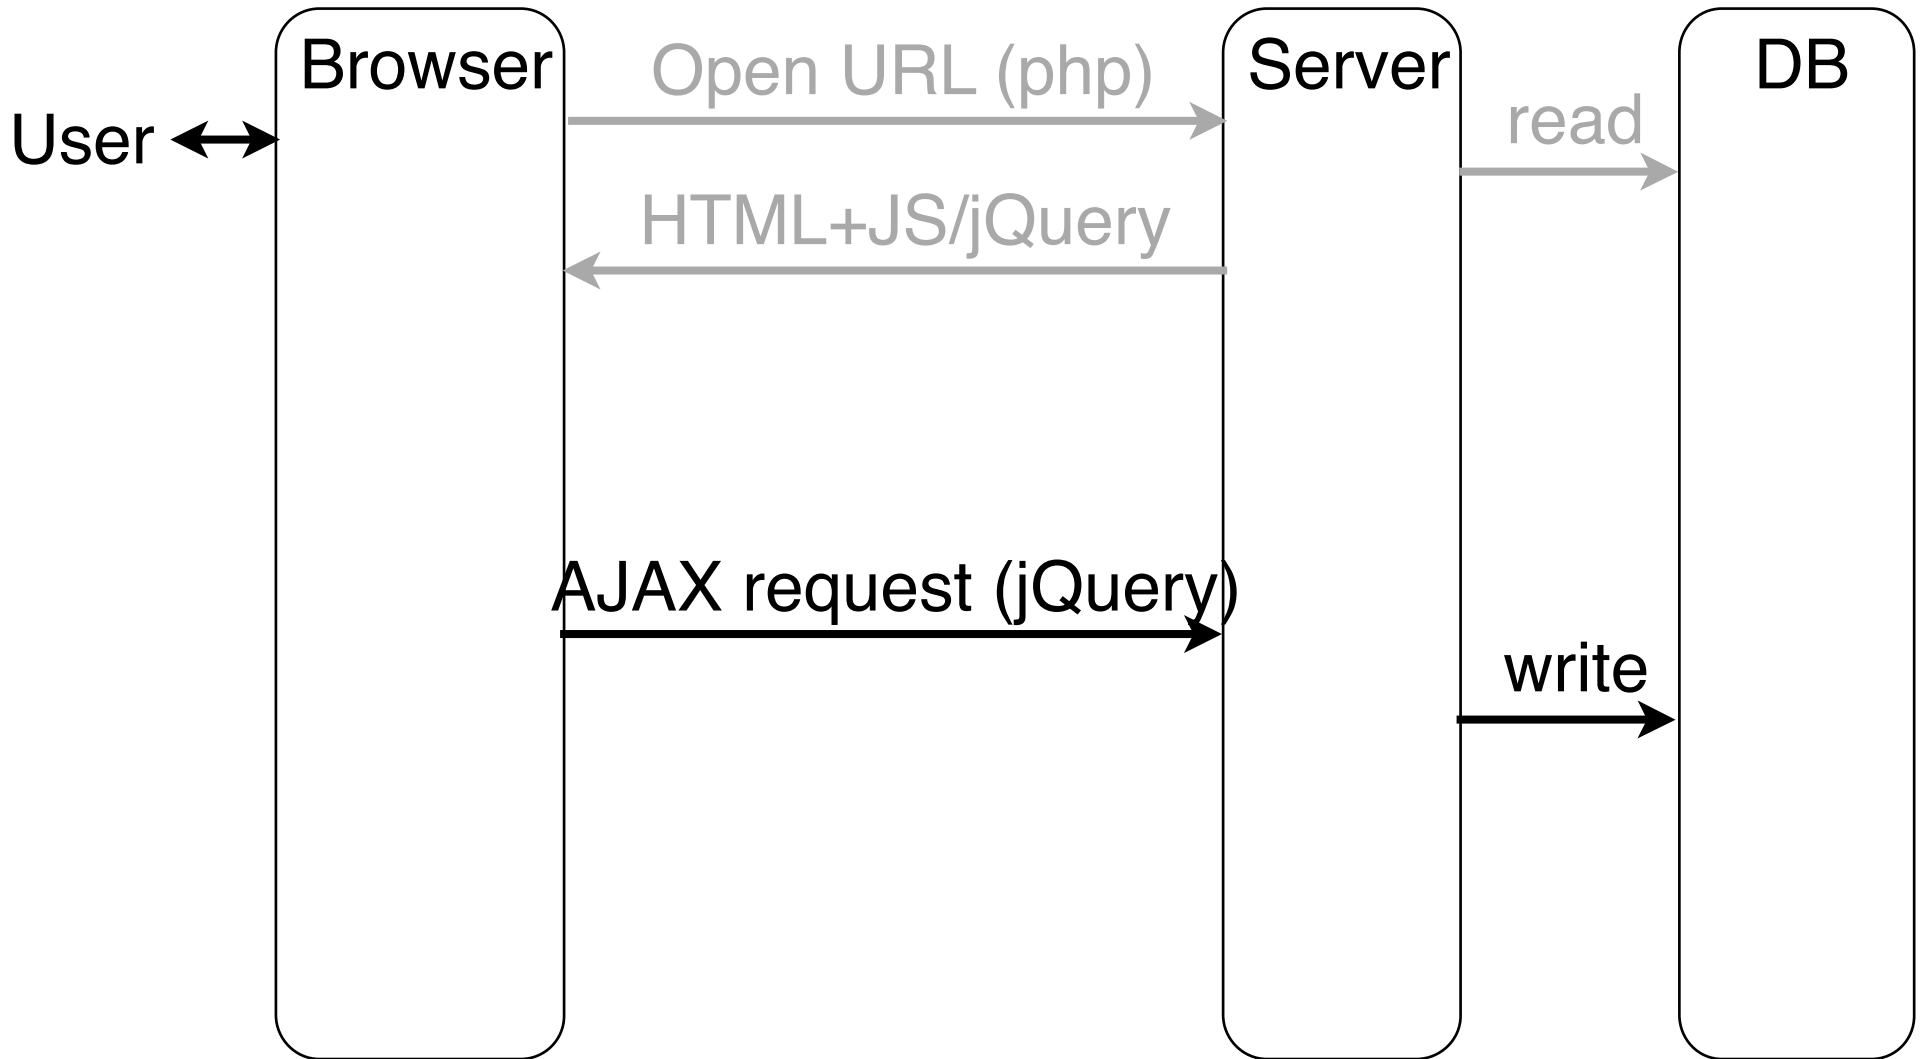 Browser
Open URL (php)
Server
DB
User
read
HTML+JS/jQuery
AJAX request (jQuery)
write